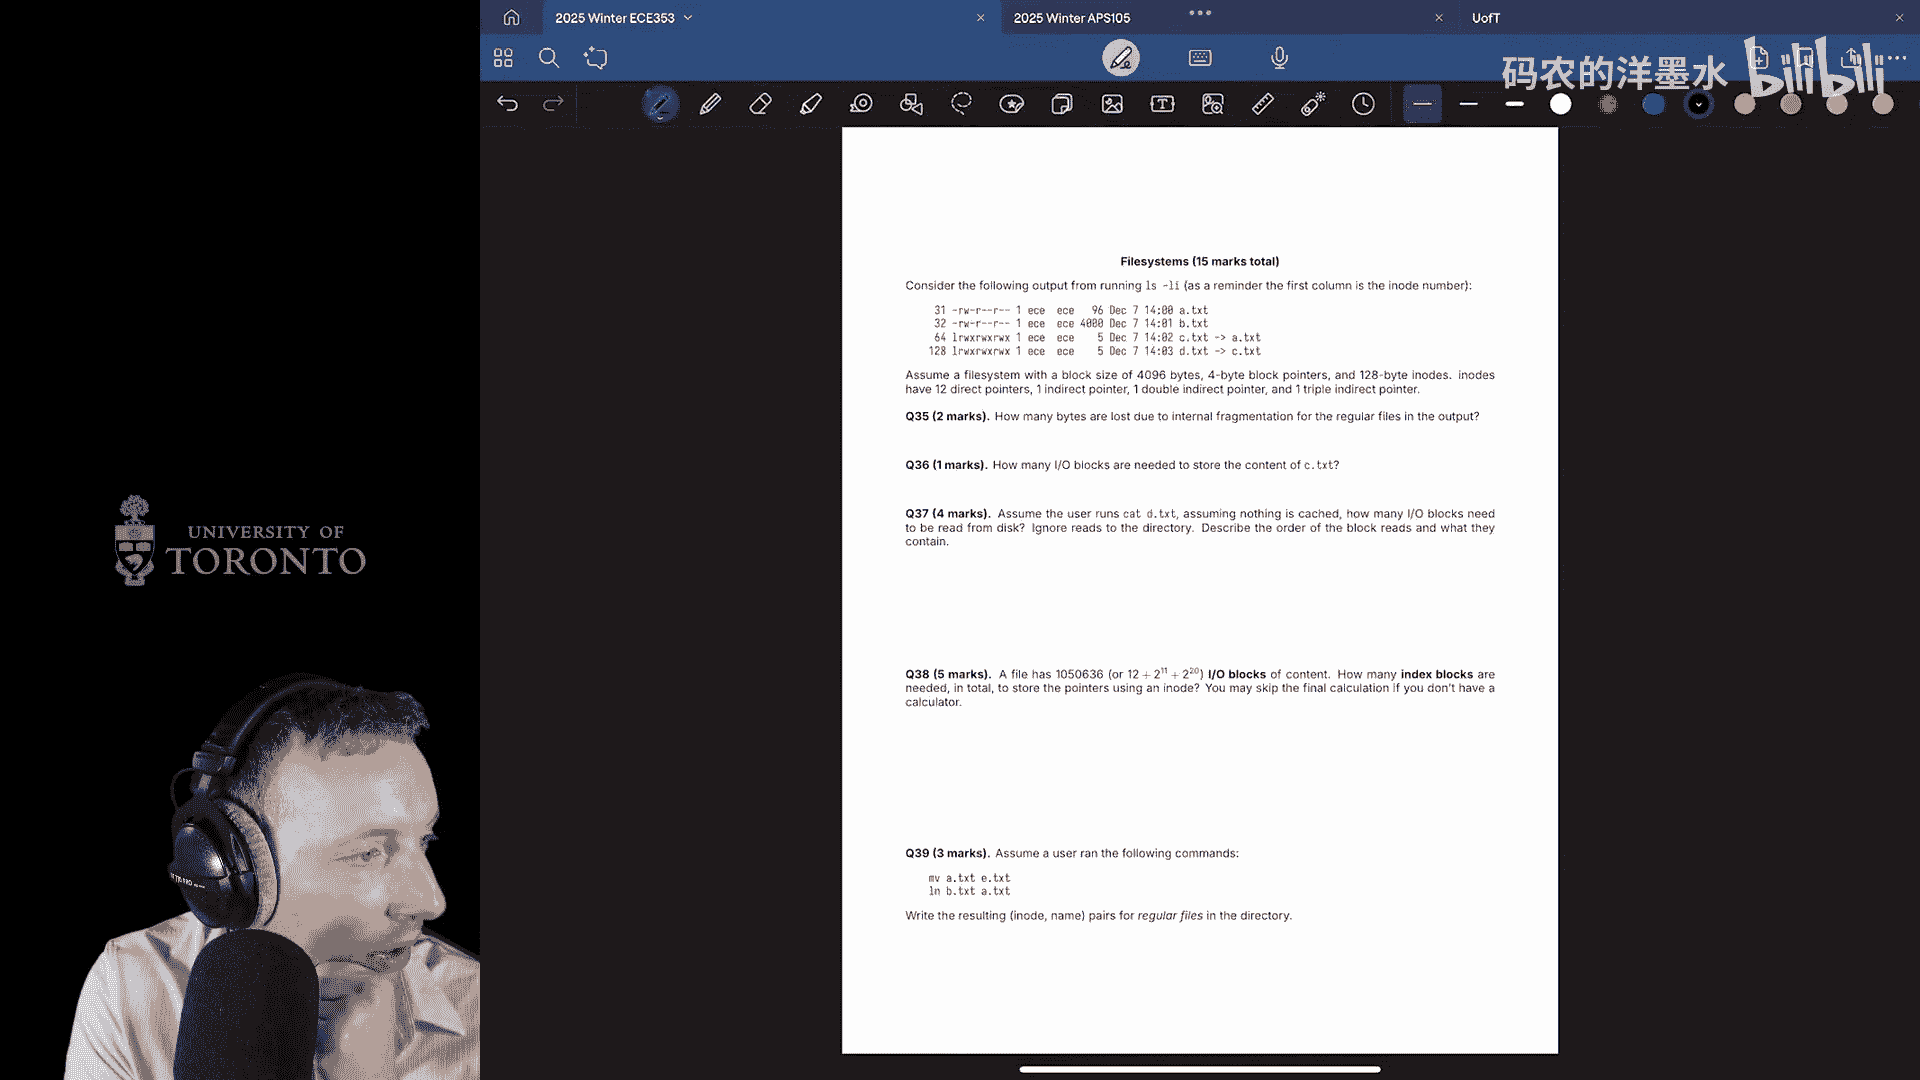 2025 Winter ECE353
2025 Winter APS105
UofT
码农的洋墨水 bilibili
Filesystems (15 marks total)
Consider the following output from running ls -li (as a reminder the first column is the inode number):
31 -rw-r--r-- 1 ece ece 96 Dec 7 14:00 a.txt
32 -rw-r--r-- 1 ece ece 4000 Dec 7 14:01 b.txt
64 lrwxrwxrwx 1 ece ece 5 Dec 7 14:02 c.txt -> a.txt
128 lrwxrwxrwx 1 ece ece 5 Dec 7 14:03 d.txt -> c.txt
Assume a filesystem with a block size of 4096 bytes, 4-byte block pointers, and 128-byte inodes. inodes
have 12 direct pointers, 1 indirect pointer, 1 double indirect pointer, and 1 triple indirect pointer.
Q35 (2 marks). How many bytes are lost due to internal fragmentation for the regular files in the output?
Q36 (1 marks). How many I/O blocks are needed to store the content of c.txt?
Q37 (4 marks). Assume the user runs cat d.txt, assuming nothing is cached, how many I/O blocks need
to be read from disk? Ignore reads to the directory. Describe the order of the block reads and what they
contain.
UNIVERSITY OF
TORONTO
Q38 (5 marks). A file has 1050636 (or 12 + 2¹¹ + 2²⁰) I/O blocks of content. How many index blocks are
needed, in total, to store the pointers using an inode? You may skip the final calculation if you don't have a
calculator.
Q39 (3 marks). Assume a user ran the following commands:
mv a.txt e.txt
ln b.txt a.txt
Write the resulting (inode, name) pairs for regular files in the directory.